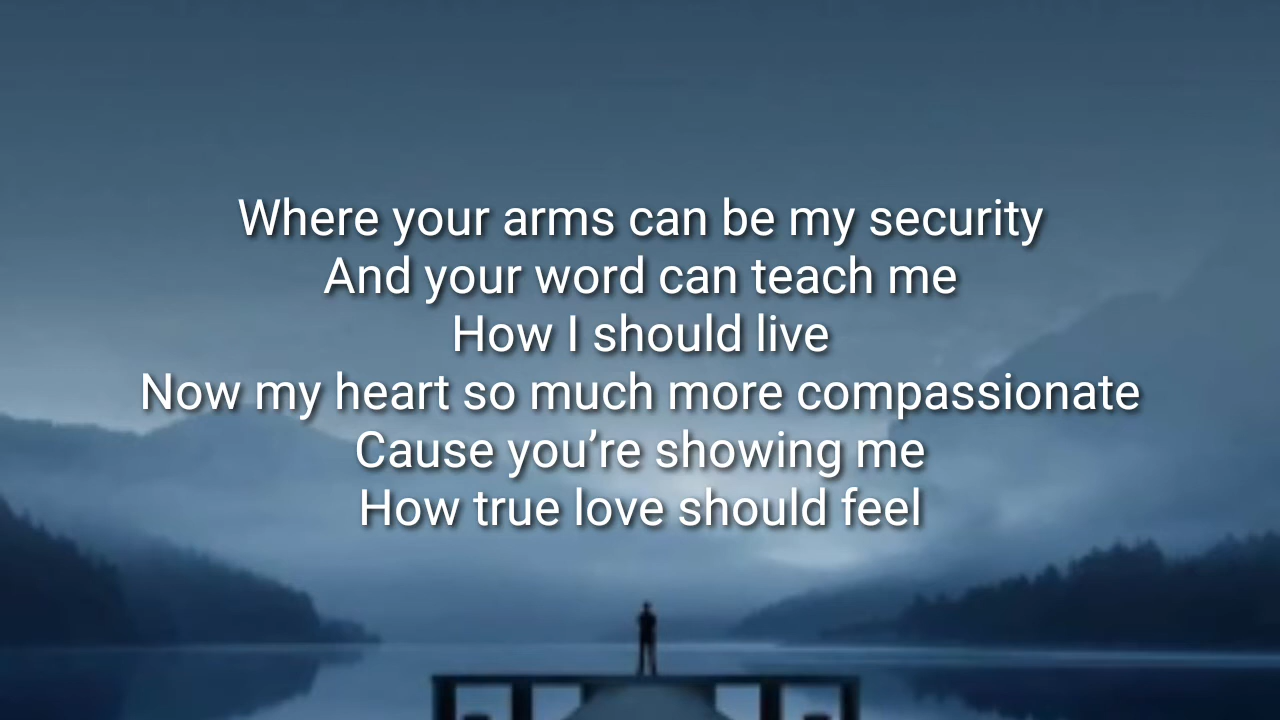 Where your arms can be my security
And your word can teach me
How I should live
Now my heart so much more compassionate
Cause you’re showing me
How true love should feel